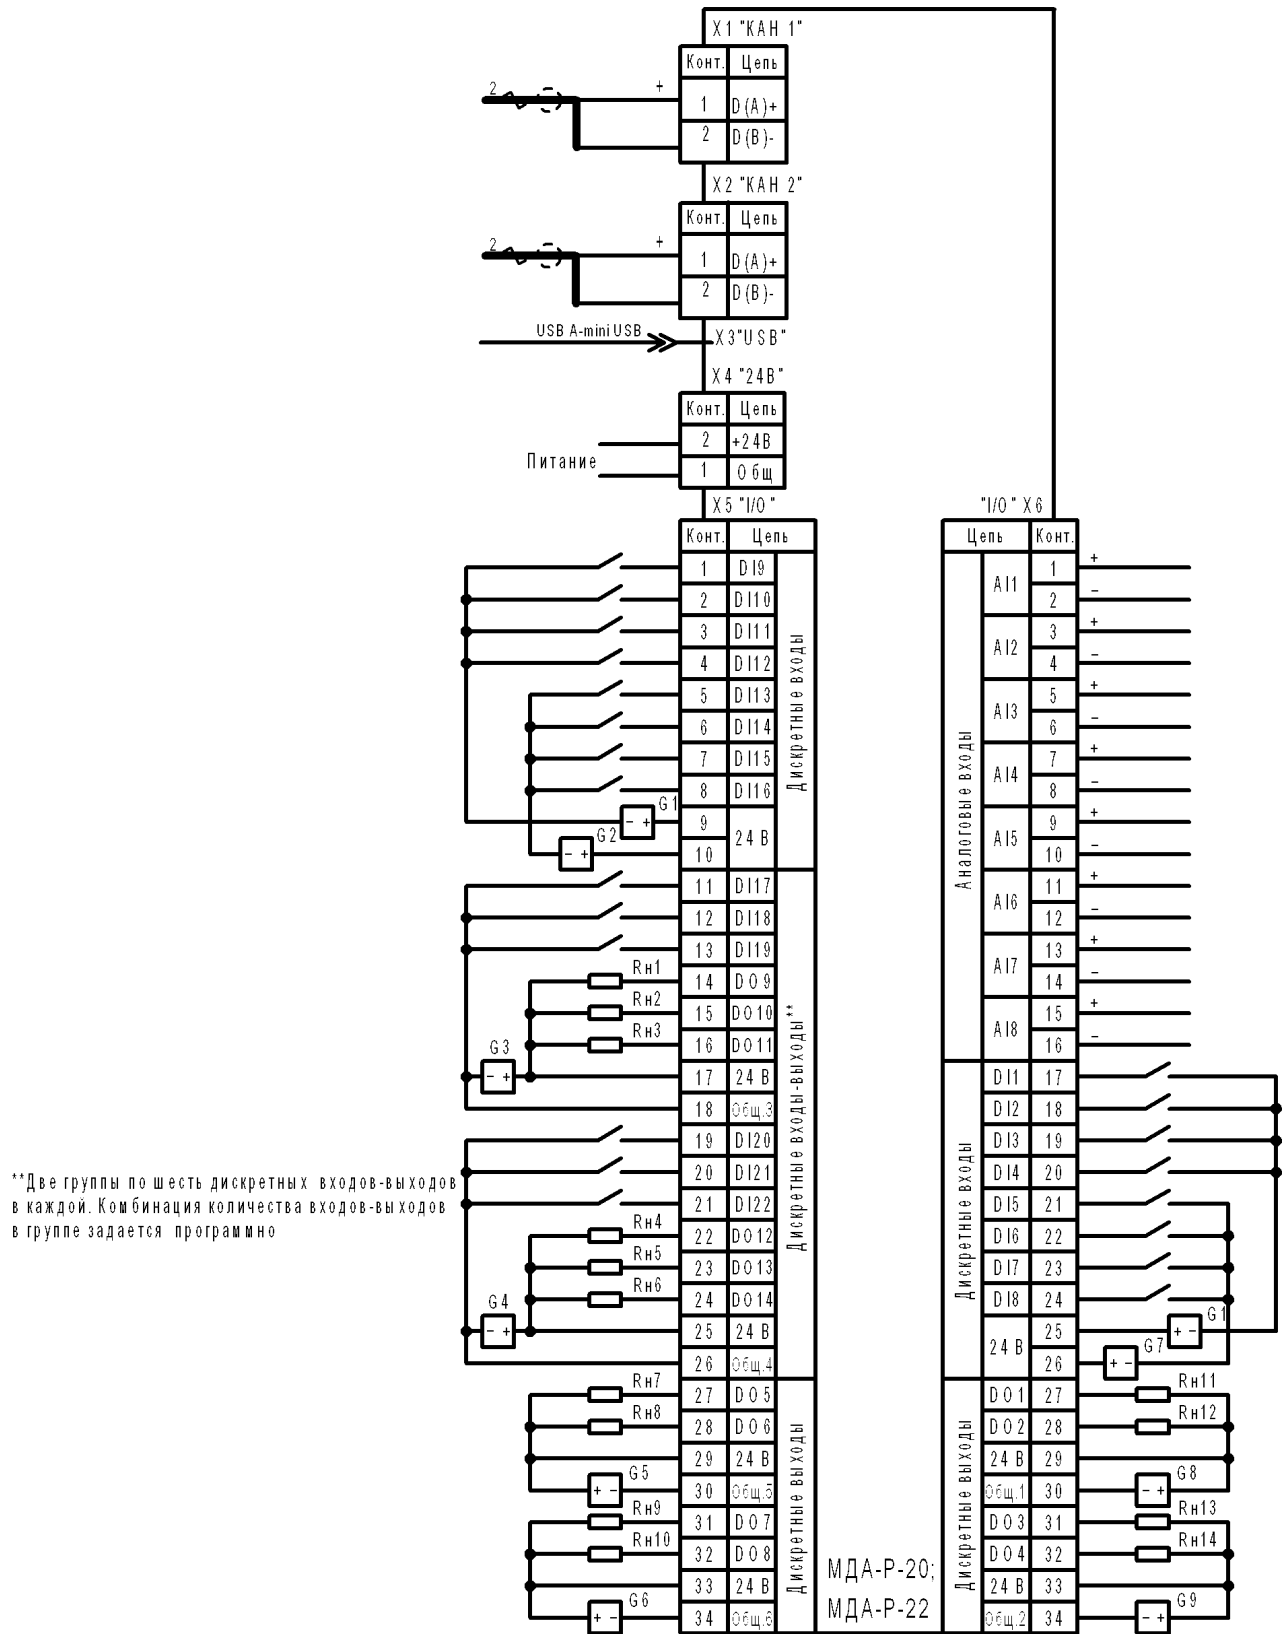 X1 "КАН 1"
Конт. Цепь
2 + 1 D(A)+
2 D(B)-
X2 "КАН 2"
Конт. Цепь
2 + 1 D(A)+
2 D(B)-
USB A-mini USB X3"USB"
X4 "24В"
Конт. Цепь
2 +24В
Питание
1 Общ
X5 "I/O"
Конт. Цепь
1 DI9
2 DI10
3 DI11
4 DI12
5 DI13
6 DI14
7 DI15
8 DI16
Дискретные входы
G1 - + 9
24 В
G2 - + 10
11 DI17
12 DI18
13 DI19
Rн1 14 DO9
Rн2 15 DO10
Rн3 16 DO11
G3 - + 17 24 В
18 Общ.3
19 DI20
20 DI21
21 DI22
Rн4 22 DO12
Rн5 23 DO13
Rн6 24 DO14
G4 - + 25 24 В
26 Общ.4
Дискретные входы-выходы**
**Две группы по шесть дискретных входов-выходов
в каждой. Комбинация количества входов-выходов
в группе задается программно
Rн7 27 DO5
Rн8 28 DO6
29 24 В
G5 + - 30 Общ.5
Rн9 31 DO7
Rн10 32 DO8
33 24 В
G6 + - 34 Общ.6
Дискретные выходы
МДА-Р-20;
МДА-Р-22
"I/O" X6
Цепь Конт.
Аналоговые входы
AI1 1 +
2 –
AI2 3 +
4 –
AI3 5 +
6 –
AI4 7 +
8 –
AI5 9 +
10 –
AI6 11 +
12 –
AI7 13 +
14 –
AI8 15 +
16 –
Дискретные входы
DI1 17
DI2 18
DI3 19
DI4 20
DI5 21
DI6 22
DI7 23
DI8 24
24 В
25 + - G1
26 + - G7
Дискретные выходы
DO1 27 Rн11
DO2 28 Rн12
24 В 29
Общ.1 30 - + G8
DO3 31 Rн13
DO4 32 Rн14
24 В 33
Общ.2 34 - + G9